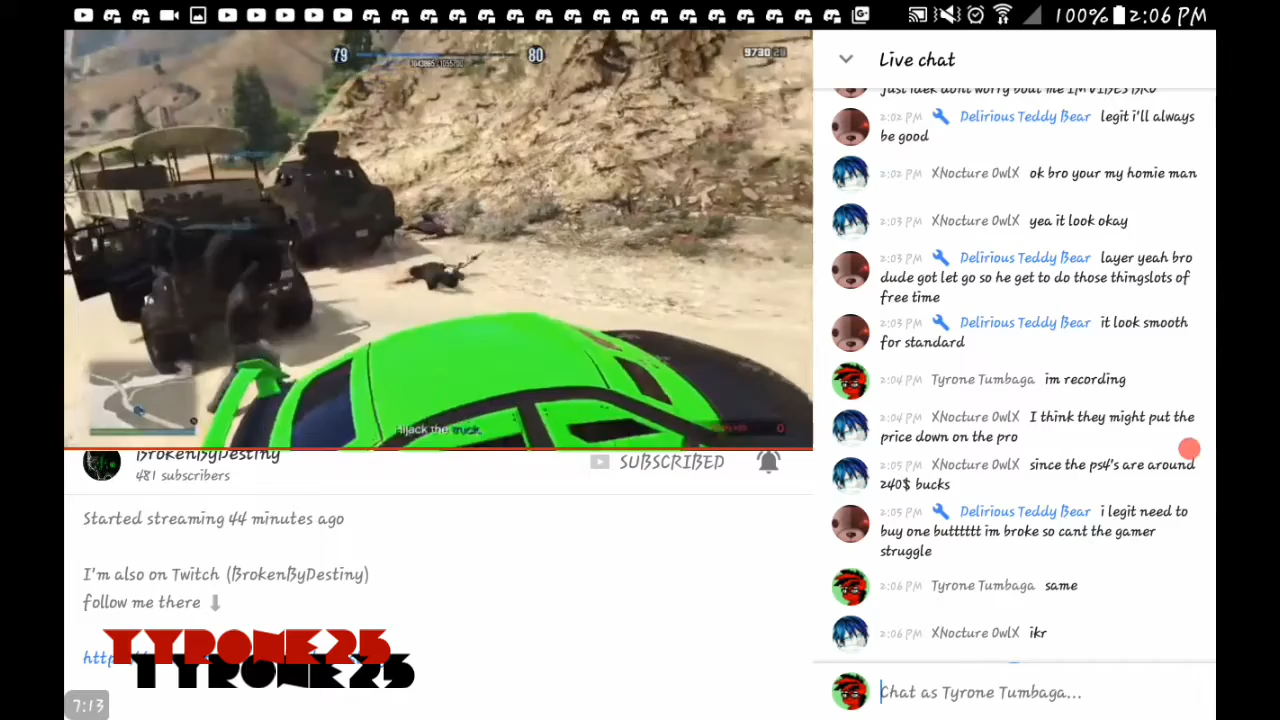 100% 2:06 PM
79
80
Hijack the truck.
0
BrokenByDestiny
481 subscribers
SUBSCRIBED
Started streaming 44 minutes ago
I'm also on Twitch (BrokenByDestiny)
follow me there ⬇
http
TYRONE25
TYRONE25
7:13
Live chat
2:02 PM Delirious Teddy Bear legit i'll always
be good
2:02 PM XNocture OwlX ok bro your my homie man
2:03 PM XNocture OwlX yea it look okay
2:03 PM Delirious Teddy Bear layer yeah bro
dude got let go so he get to do those thingslots of
free time
2:03 PM Delirious Teddy Bear it look smooth
for standard
2:04 PM Tyrone Tumbaga im recording
2:04 PM XNocture OwlX I think they might put the
price down on the pro
2:05 PM XNocture OwlX since the ps4's are around
240$ bucks
2:05 PM Delirious Teddy Bear i legit need to
buy one butttttt im broke so cant the gamer
struggle
2:06 PM Tyrone Tumbaga same
2:06 PM XNocture OwlX ikr
Chat as Tyrone Tumbaga...